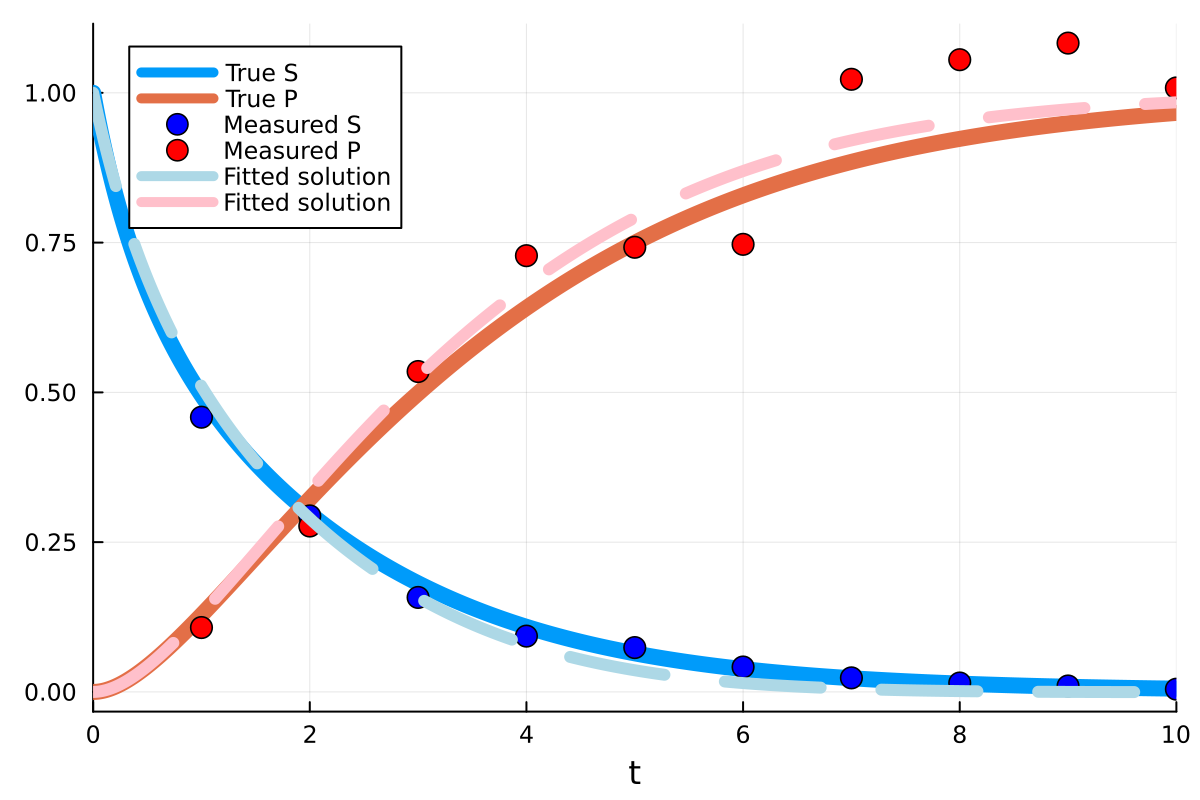 True S
True P
Measured S
Measured P
Fitted solution
Fitted solution
1.00
0.75
0.50
0.25
0.00
0 2 4 6 8 10
t